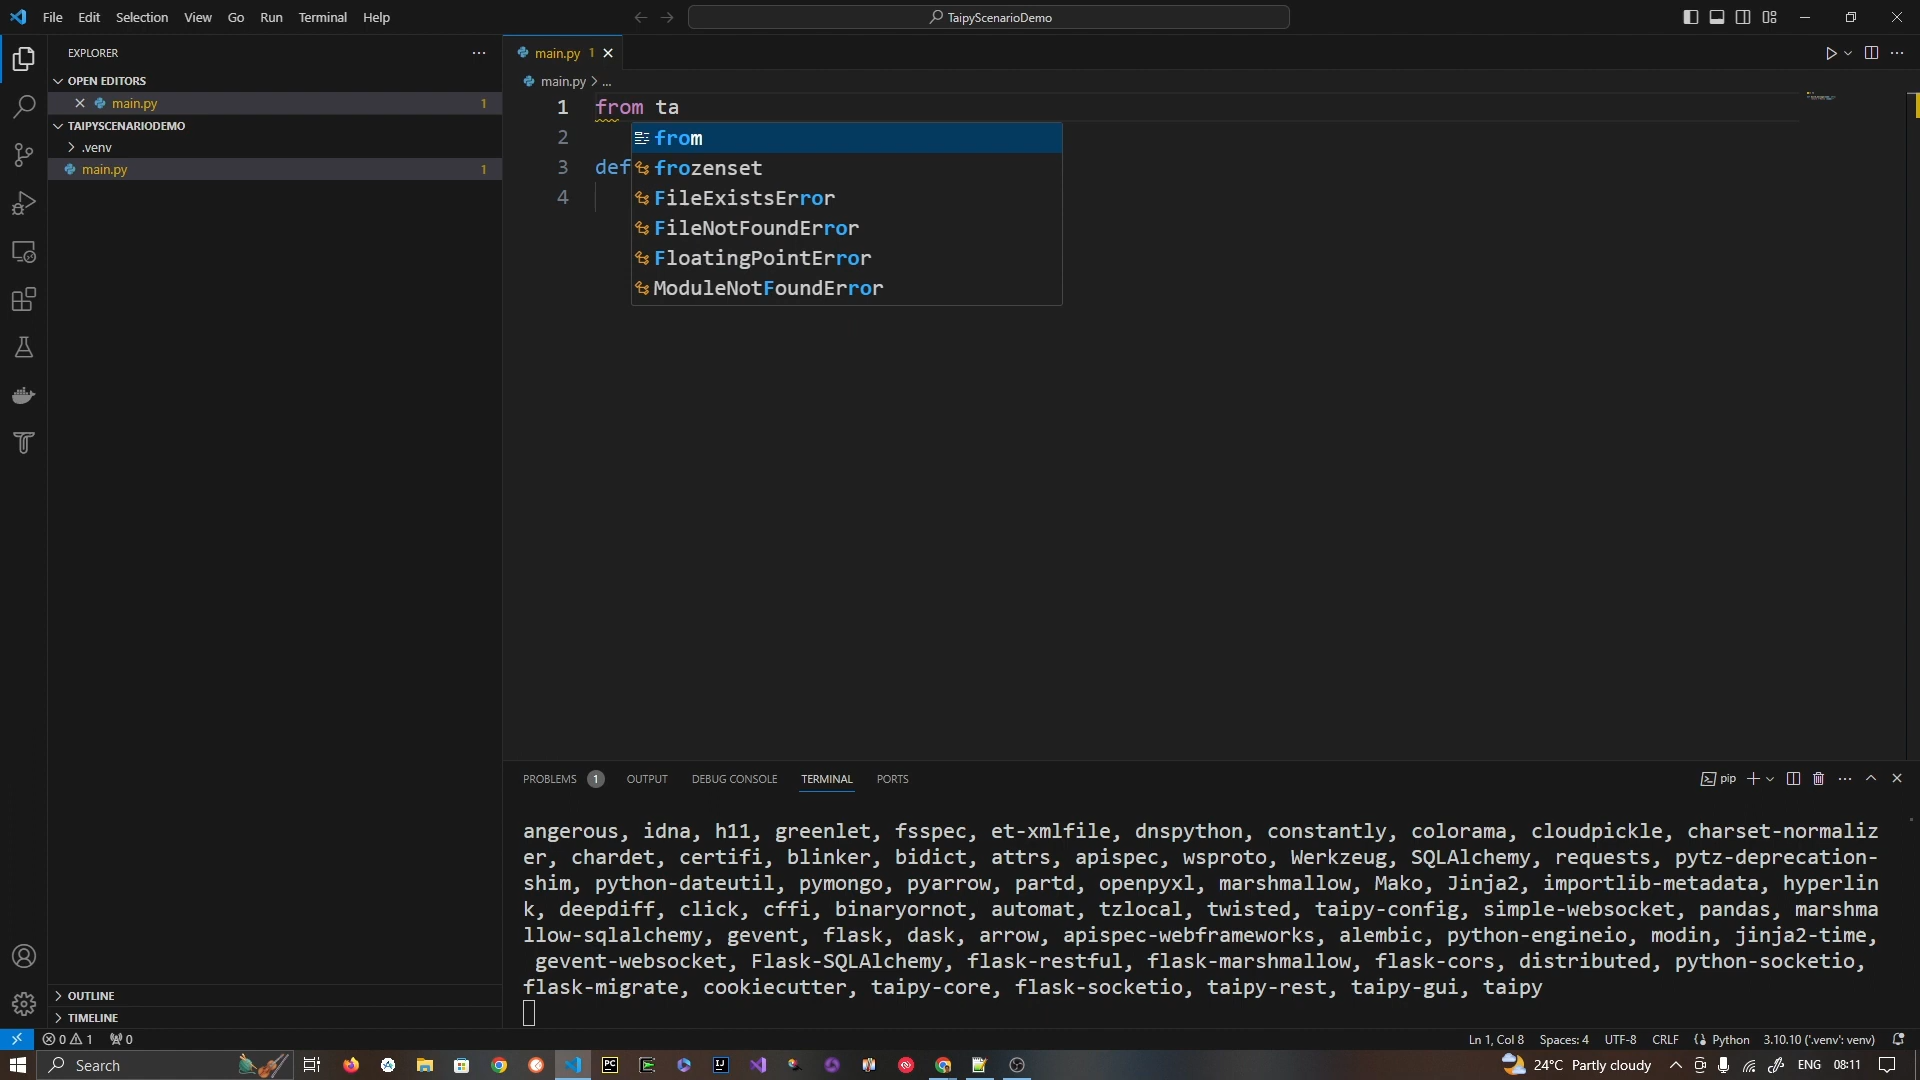 File Edit Selection View Go Run Terminal Help
TaipyScenarioDemo
EXPLORER
OPEN EDITORS
main.py 1
TAIPYSCENARIODEMO
.venv
main.py 1
OUTLINE
TIMELINE
main.py 1
main.py > ...
1 from ta
2
3 def
4
from
frozenset
FileExistsError
FileNotFoundError
FloatingPointError
ModuleNotFoundError
PROBLEMS 1 OUTPUT DEBUG CONSOLE TERMINAL PORTS
pip
angerous, idna, h11, greenlet, fsspec, et-xmlfile, dnspython, constantly, colorama, cloudpickle, charset-normaliz
er, chardet, certifi, blinker, bidict, attrs, apispec, wsproto, Werkzeug, SQLAlchemy, requests, pytz-deprecation-
shim, python-dateutil, pymongo, pyarrow, partd, openpyxl, marshmallow, Mako, Jinja2, importlib-metadata, hyperlin
k, deepdiff, click, cffi, binaryornot, automat, tzlocal, twisted, taipy-config, simple-websocket, pandas, marshma
llow-sqlalchemy, gevent, flask, dask, arrow, apispec-webframeworks, alembic, python-engineio, modin, jinja2-time,
gevent-websocket, Flask-SQLAlchemy, flask-restful, flask-marshmallow, flask-cors, distributed, python-socketio,
flask-migrate, cookiecutter, taipy-core, flask-socketio, taipy-rest, taipy-gui, taipy
0 1 0
Ln 1, Col 8 Spaces: 4 UTF-8 CRLF Python 3.10.10 ('.venv': venv)
Search
24°C Partly cloudy ENG 08:11